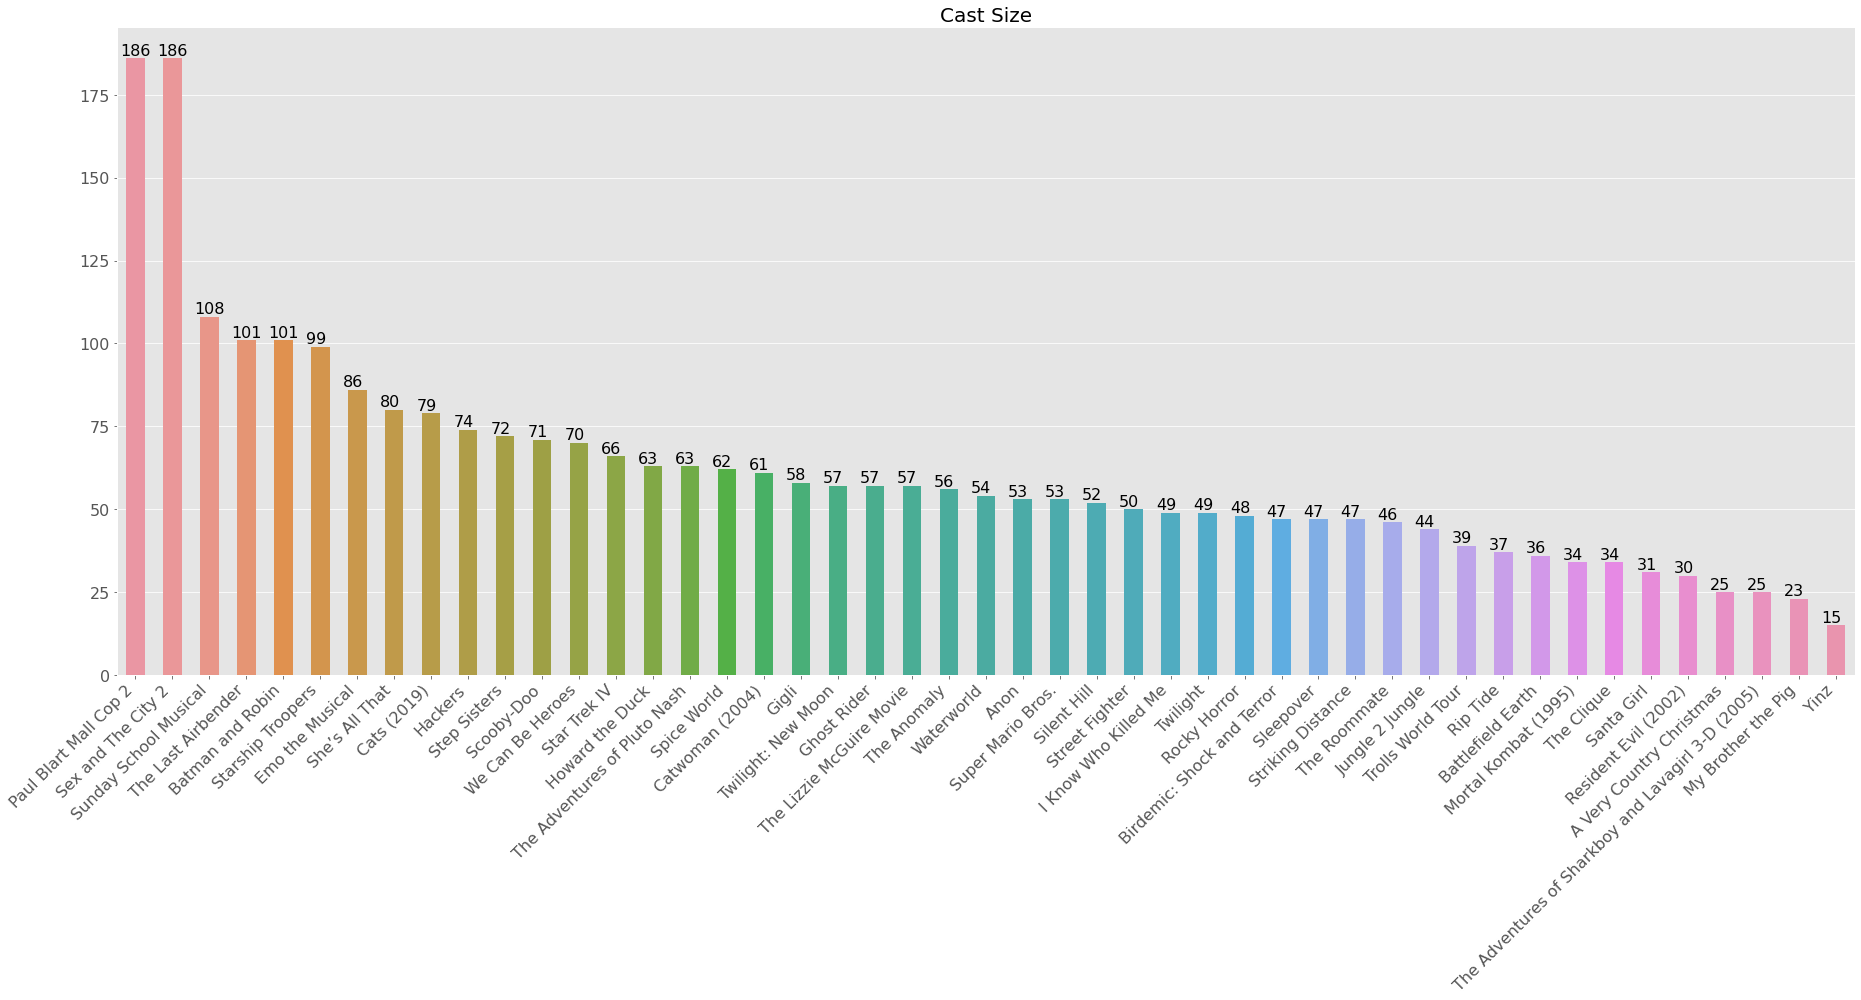 Cast Size
175
150
125
100
75
50
25
0
186 186 108 101 101 99 86 80 79 74 72 71 70 66 63 63 62 61 58 57 57 57 56 54 53 53 52 50 49 49 48 47 47 47 46 44 39 37 36 34 34 31 30 25 25 23 15
Paul Blart Mall Cop 2
Sex and The City 2
Sunday School Musical
The Last Airbender
Batman and Robin
Starship Troopers
Emo the Musical
She’s All That
Cats (2019)
Hackers
Step Sisters
Scooby-Doo
We Can Be Heroes
Star Trek IV
Howard the Duck
The Adventures of Pluto Nash
Spice World
Catwoman (2004)
Gigli
Twilight: New Moon
Ghost Rider
The Lizzie McGuire Movie
The Anomaly
Waterworld
Anon
Super Mario Bros.
Silent Hill
Street Fighter
I Know Who Killed Me
Twilight
Rocky Horror
Birdemic: Shock and Terror
Sleepover
Striking Distance
The Roommate
Jungle 2 Jungle
Trolls World Tour
Rip Tide
Battlefield Earth
Mortal Kombat (1995)
The Clique
Santa Girl
Resident Evil (2002)
A Very Country Christmas
The Adventures of Sharkboy and Lavagirl 3-D (2005)
My Brother the Pig
Yinz